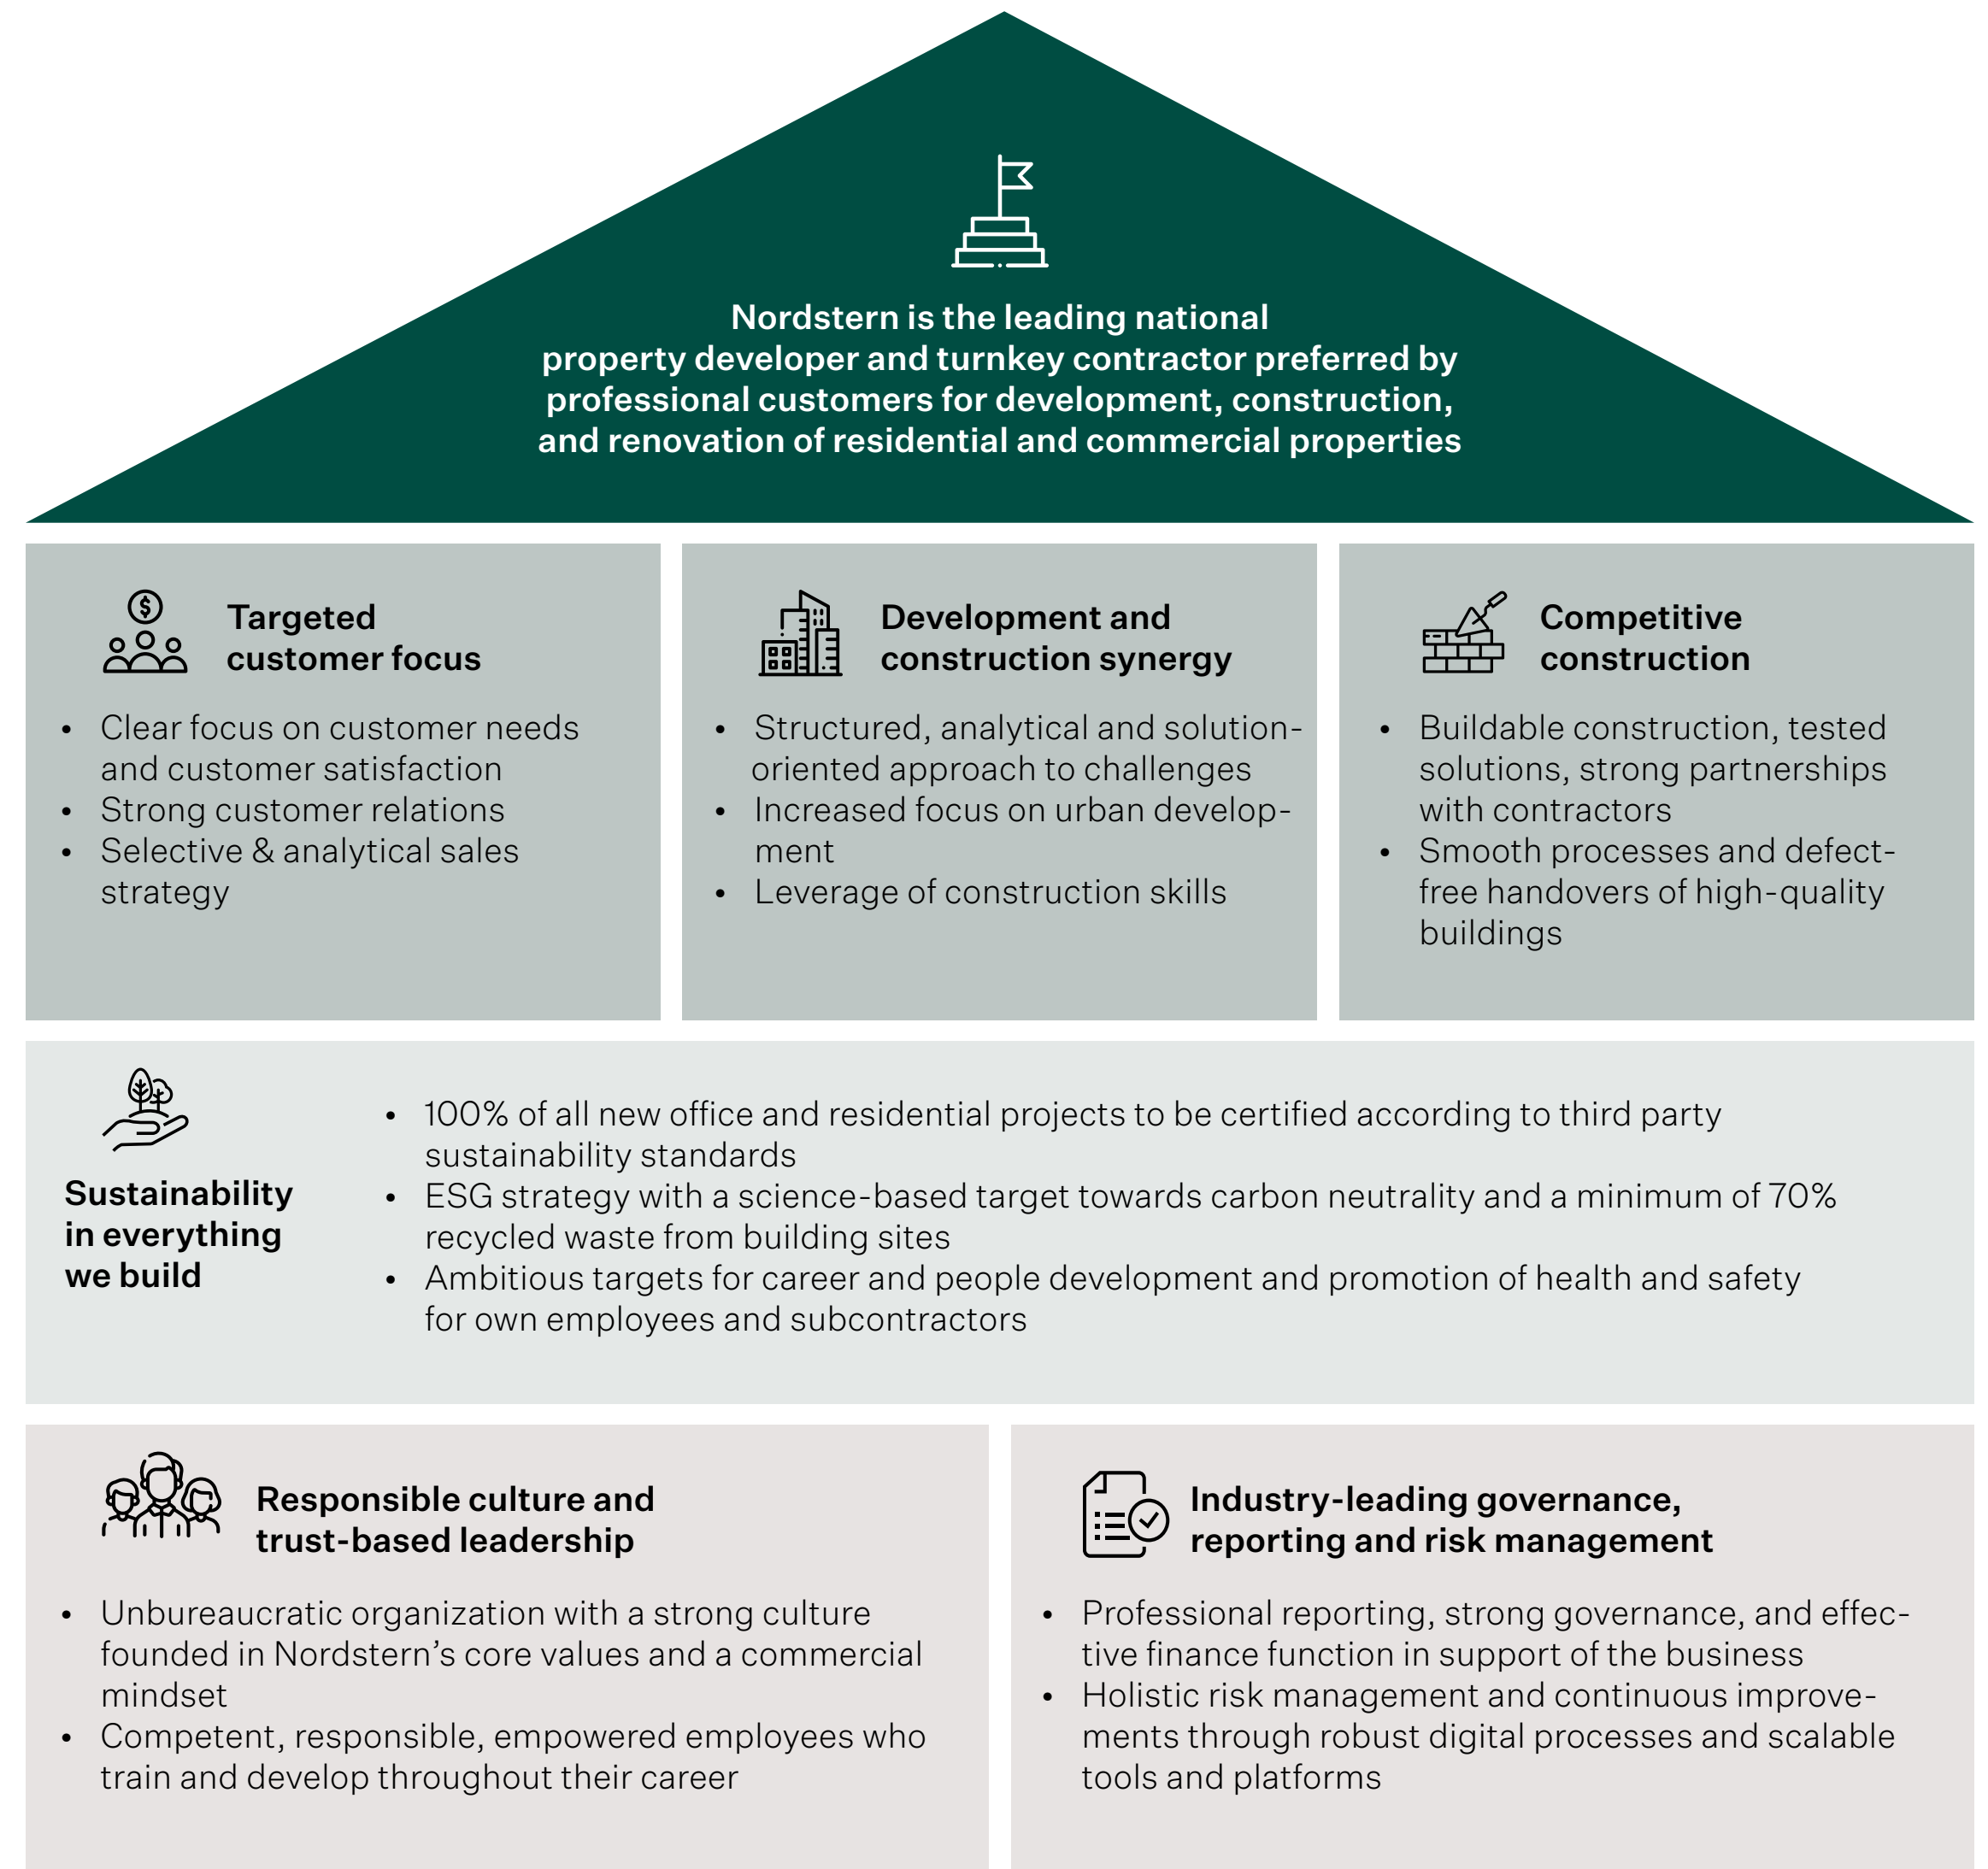 Nordstern is the leading national
property developer and turnkey contractor preferred by
professional customers for development, construction,
and renovation of residential and commercial properties
Targeted
customer focus
• Clear focus on customer needs
and customer satisfaction
• Strong customer relations
• Selective & analytical sales
strategy
Development and
construction synergy
• Structured, analytical and solution-
oriented approach to challenges
• Increased focus on urban develop-
ment
• Leverage of construction skills
Competitive
construction
• Buildable construction, tested
solutions, strong partnerships
with contractors
• Smooth processes and defect-
free handovers of high-quality
buildings
Sustainability
in everything
we build
• 100% of all new office and residential projects to be certified according to third party
sustainability standards
• ESG strategy with a science-based target towards carbon neutrality and a minimum of 70%
recycled waste from building sites
• Ambitious targets for career and people development and promotion of health and safety
for own employees and subcontractors
Responsible culture and
trust-based leadership
• Unbureaucratic organization with a strong culture
founded in Nordstern’s core values and a commercial
mindset
• Competent, responsible, empowered employees who
train and develop throughout their career
Industry-leading governance,
reporting and risk management
• Professional reporting, strong governance, and effec-
tive finance function in support of the business
• Holistic risk management and continuous improve-
ments through robust digital processes and scalable
tools and platforms